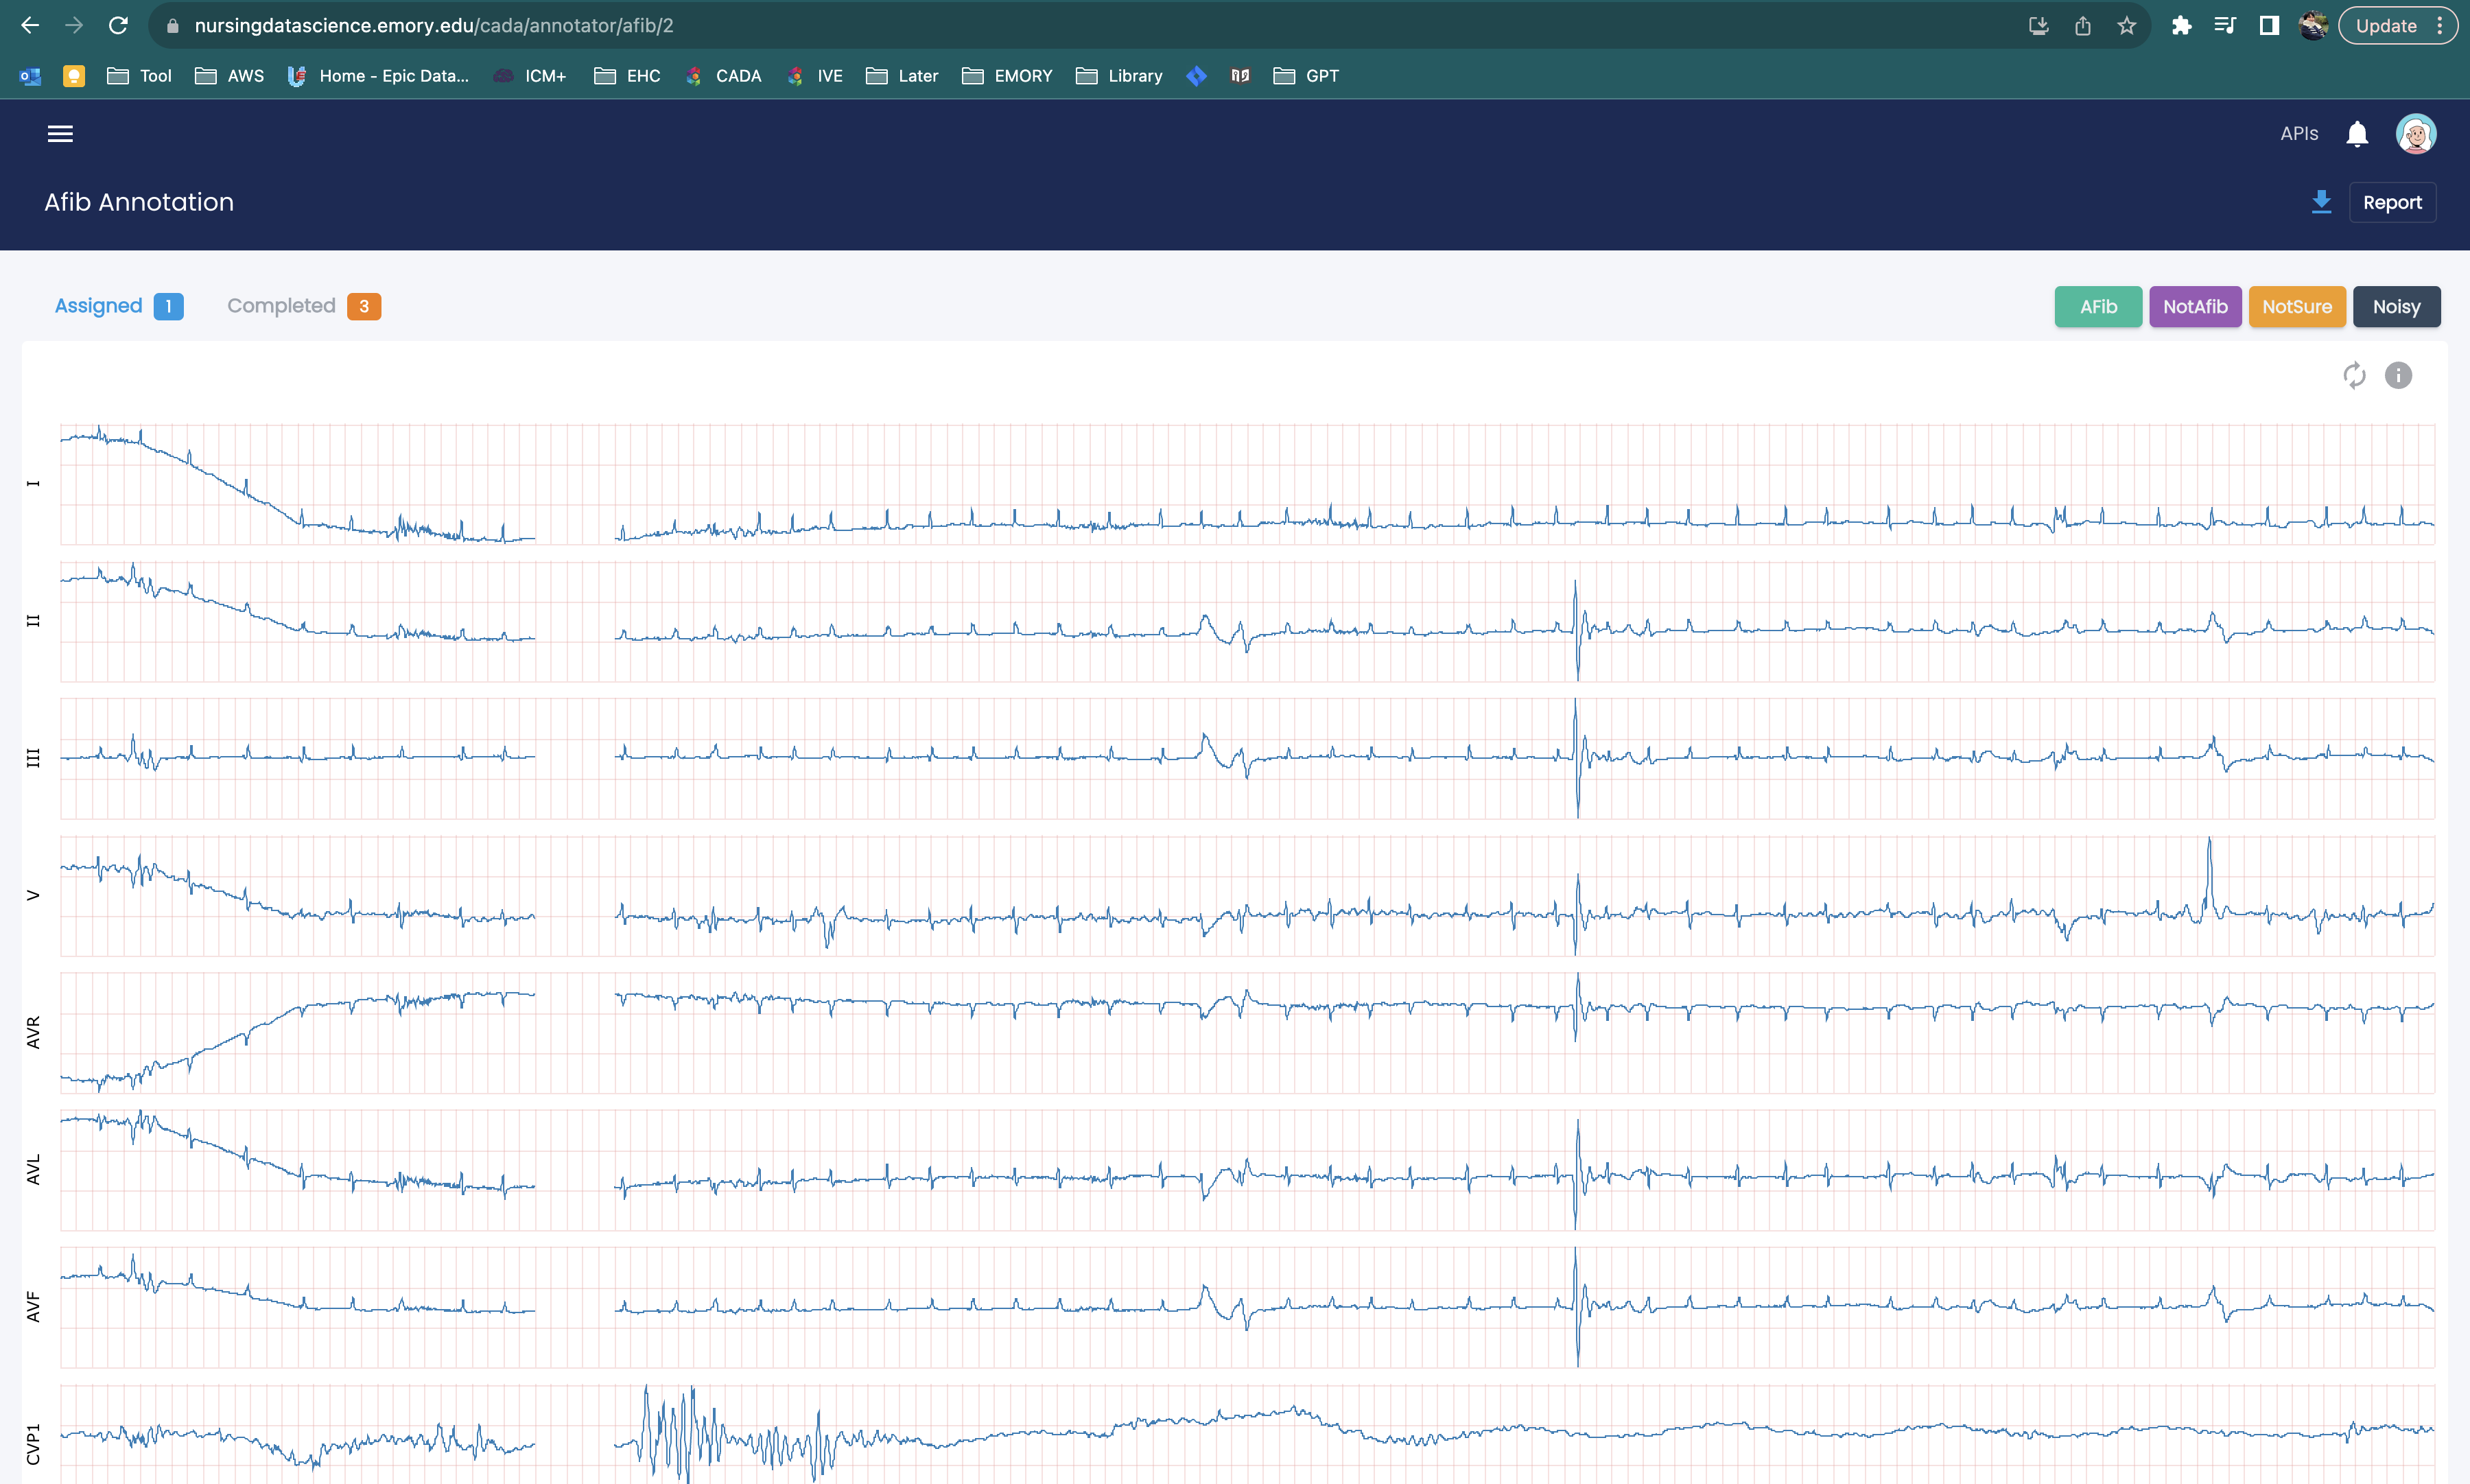 nursingdatascience.emory.edu/cada/annotator/afib/2
Update
Tool
AWS
Home - Epic Data...
ICM+
EHC
CADA
IVE
Later
EMORY
Library
GPT
APIs
Afib Annotation
Report
Assigned 1 Completed 3
AFib NotAfib NotSure Noisy
I
II
III
V
AVR
AVL
AVF
CVP1